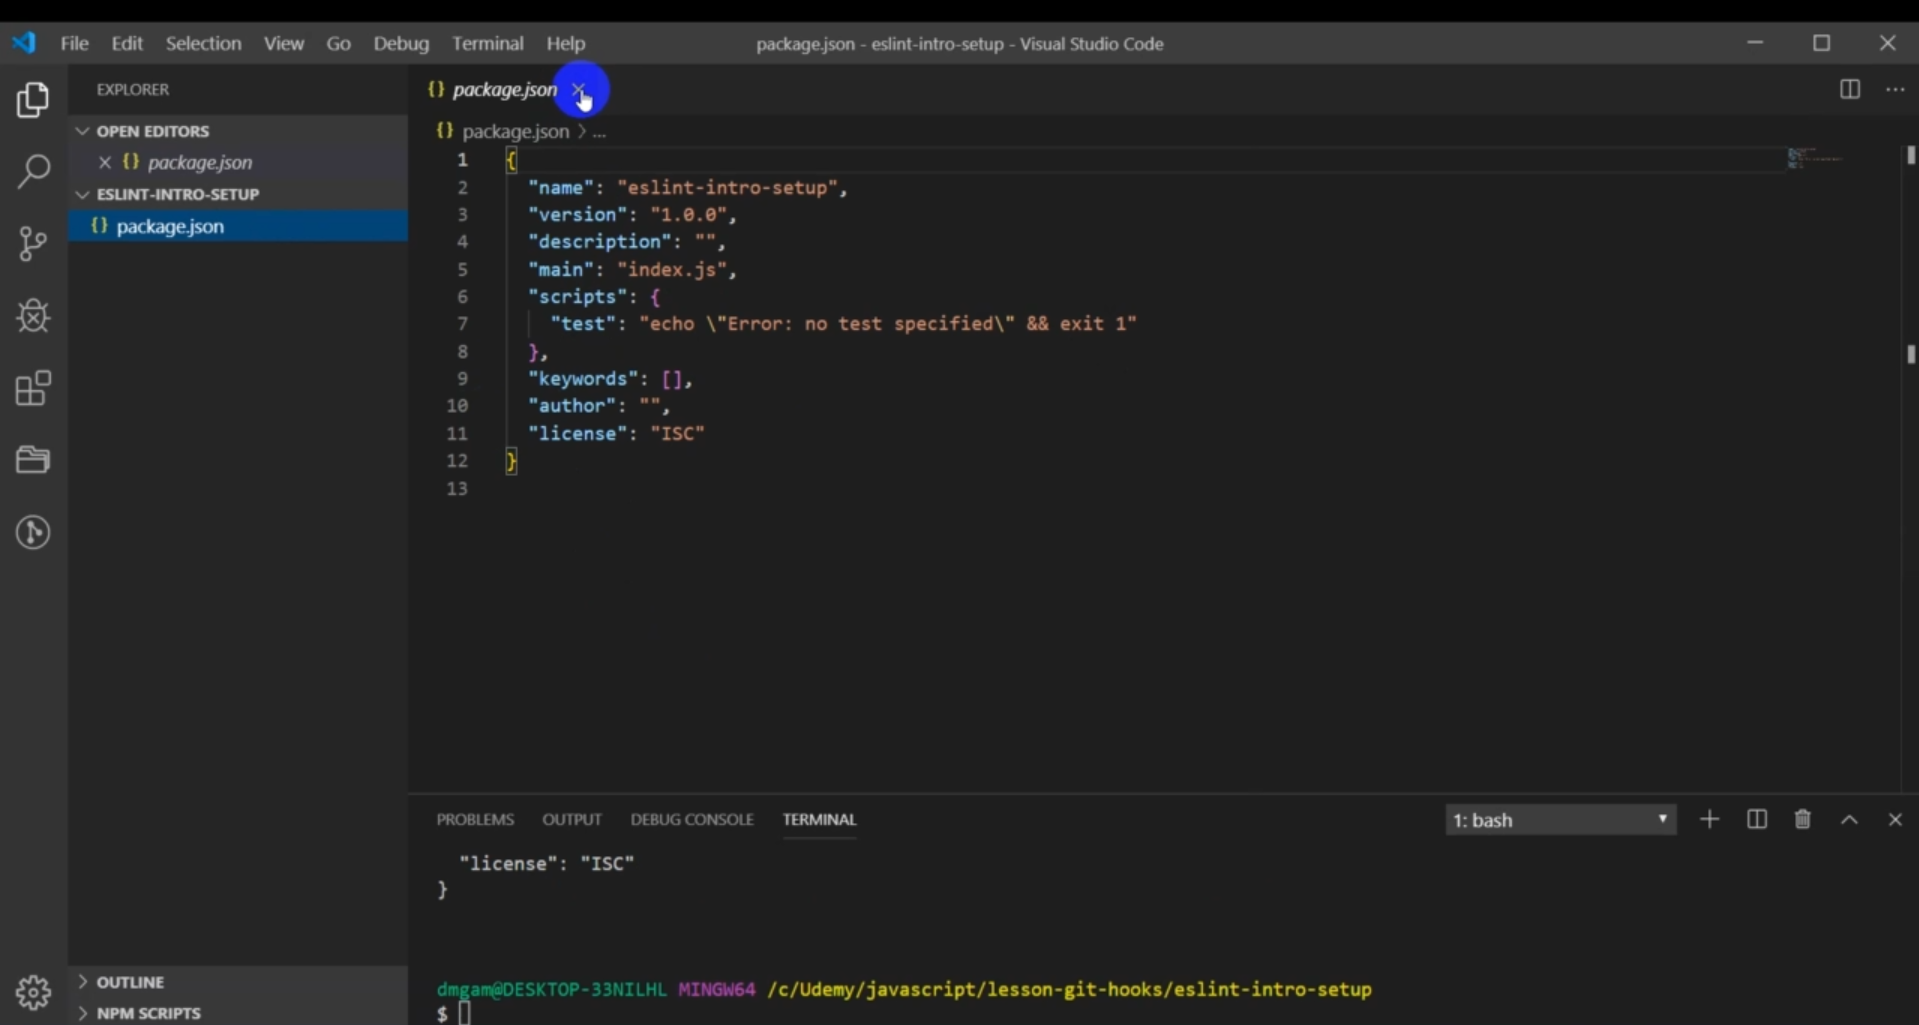 File Edit Selection View Go Debug Terminal Help package.json - eslint-intro-setup - Visual Studio Code
EXPLORER
OPEN EDITORS
{} package.json
ESLINT-INTRO-SETUP
{} package.json
OUTLINE
NPM SCRIPTS
{} package.json
{} package.json > ...
1 {
2 "name": "eslint-intro-setup",
3 "version": "1.0.0",
4 "description": "",
5 "main": "index.js",
6 "scripts": {
7 "test": "echo \"Error: no test specified\" && exit 1"
8 },
9 "keywords": [],
10 "author": "",
11 "license": "ISC"
12 }
13
PROBLEMS OUTPUT DEBUG CONSOLE TERMINAL 1: bash
"license": "ISC"
}
dmgam@DESKTOP-33NILHL MINGW64 /c/Udemy/javascript/lesson-git-hooks/eslint-intro-setup
$